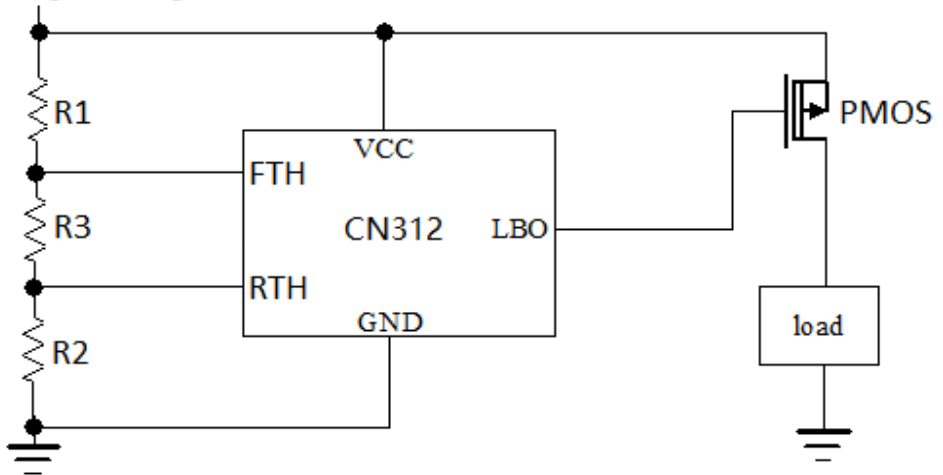 R1
VCC
PMOS
FTH
R3
CN312
LBO
RTH
GND
load
R2